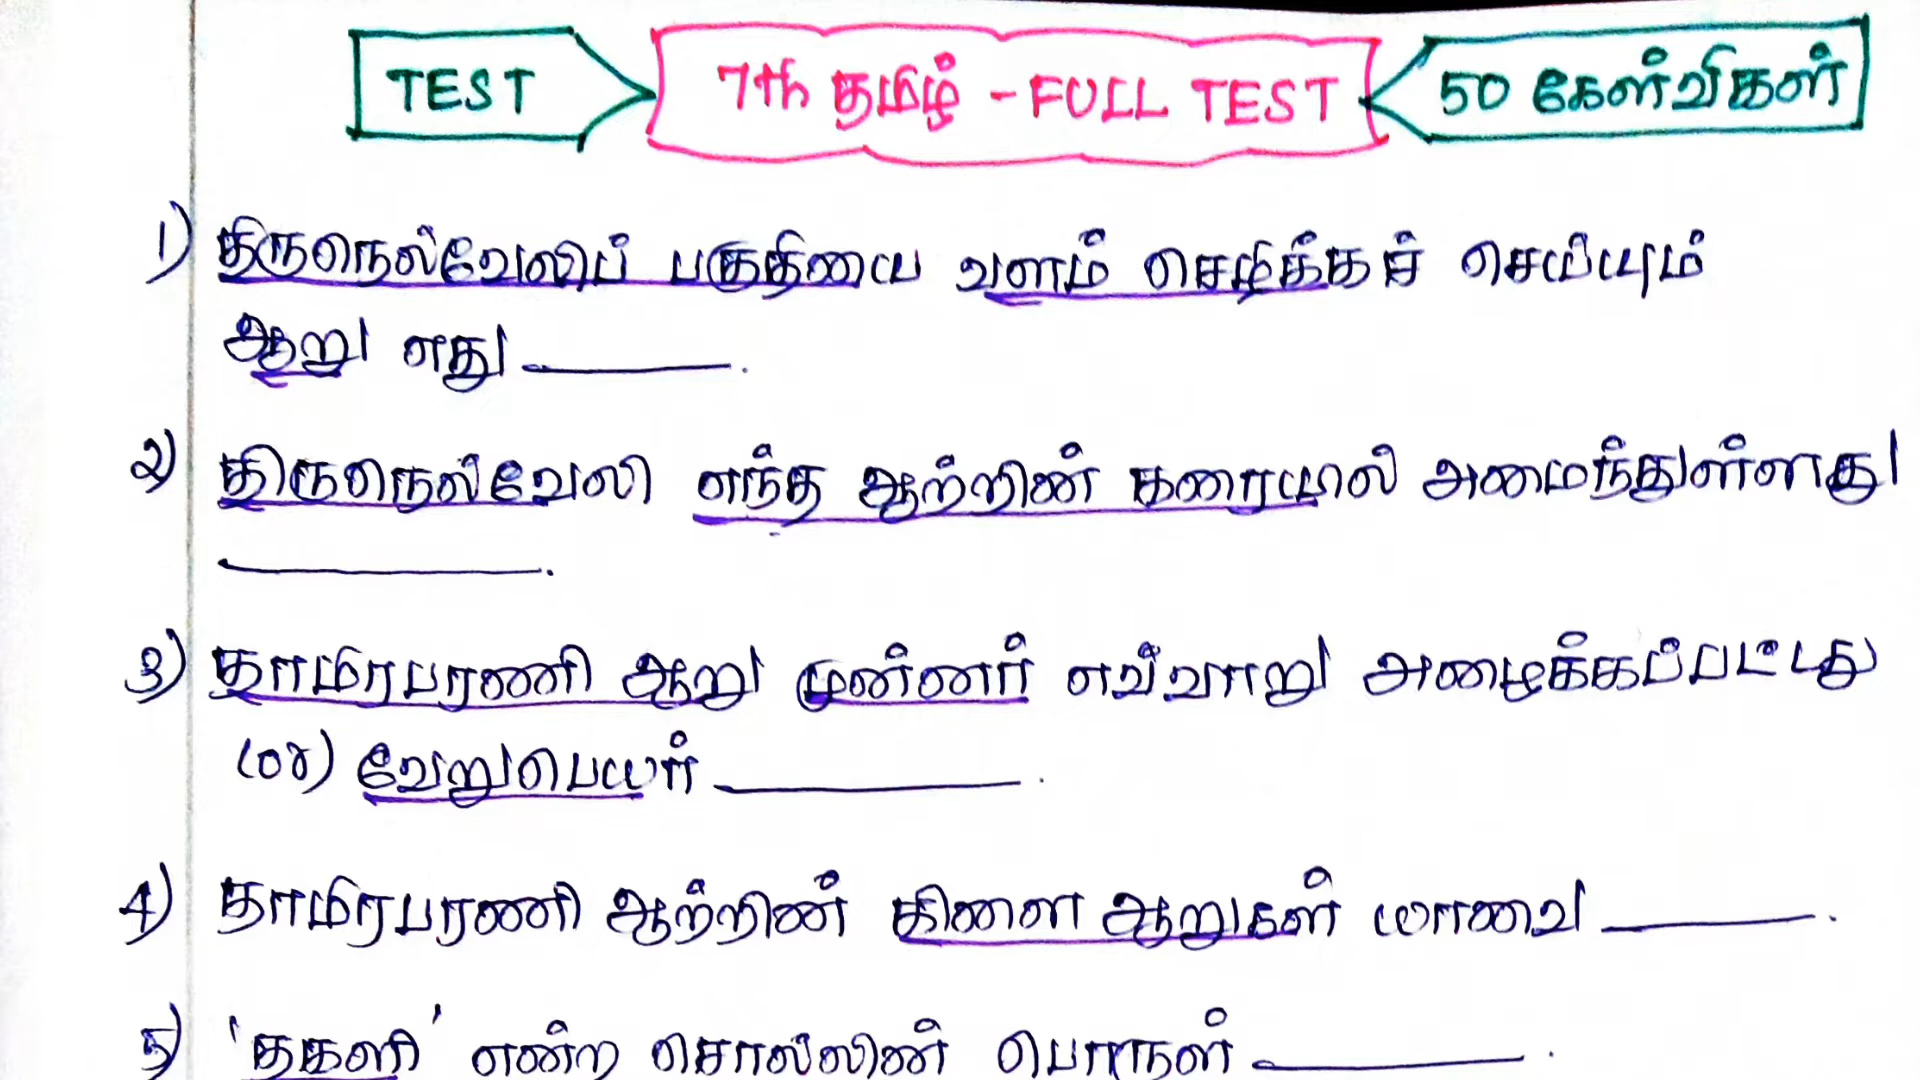 TEST 7th தமிழ் - FULL TEST 50 கேள்விகள்
1) திருநெல்வேலிப் பகுதியை வளம் செழிக்கச் செய்யும்
ஆறு எது ______.
2) திருநெல்வேலி எந்த ஆற்றின் கரையில் அமைந்துள்ளது
______.
3) தாமிரபரணி ஆறு முன்னர் எவ்வாறு அழைக்கப்பட்டது
(or) வேறுபெயர் ______.
4) தாமிரபரணி ஆற்றின் கிளை ஆறுகள் யாவை ______.
5) 'தகளி' என்ற சொல்லின் பொருள் ______.